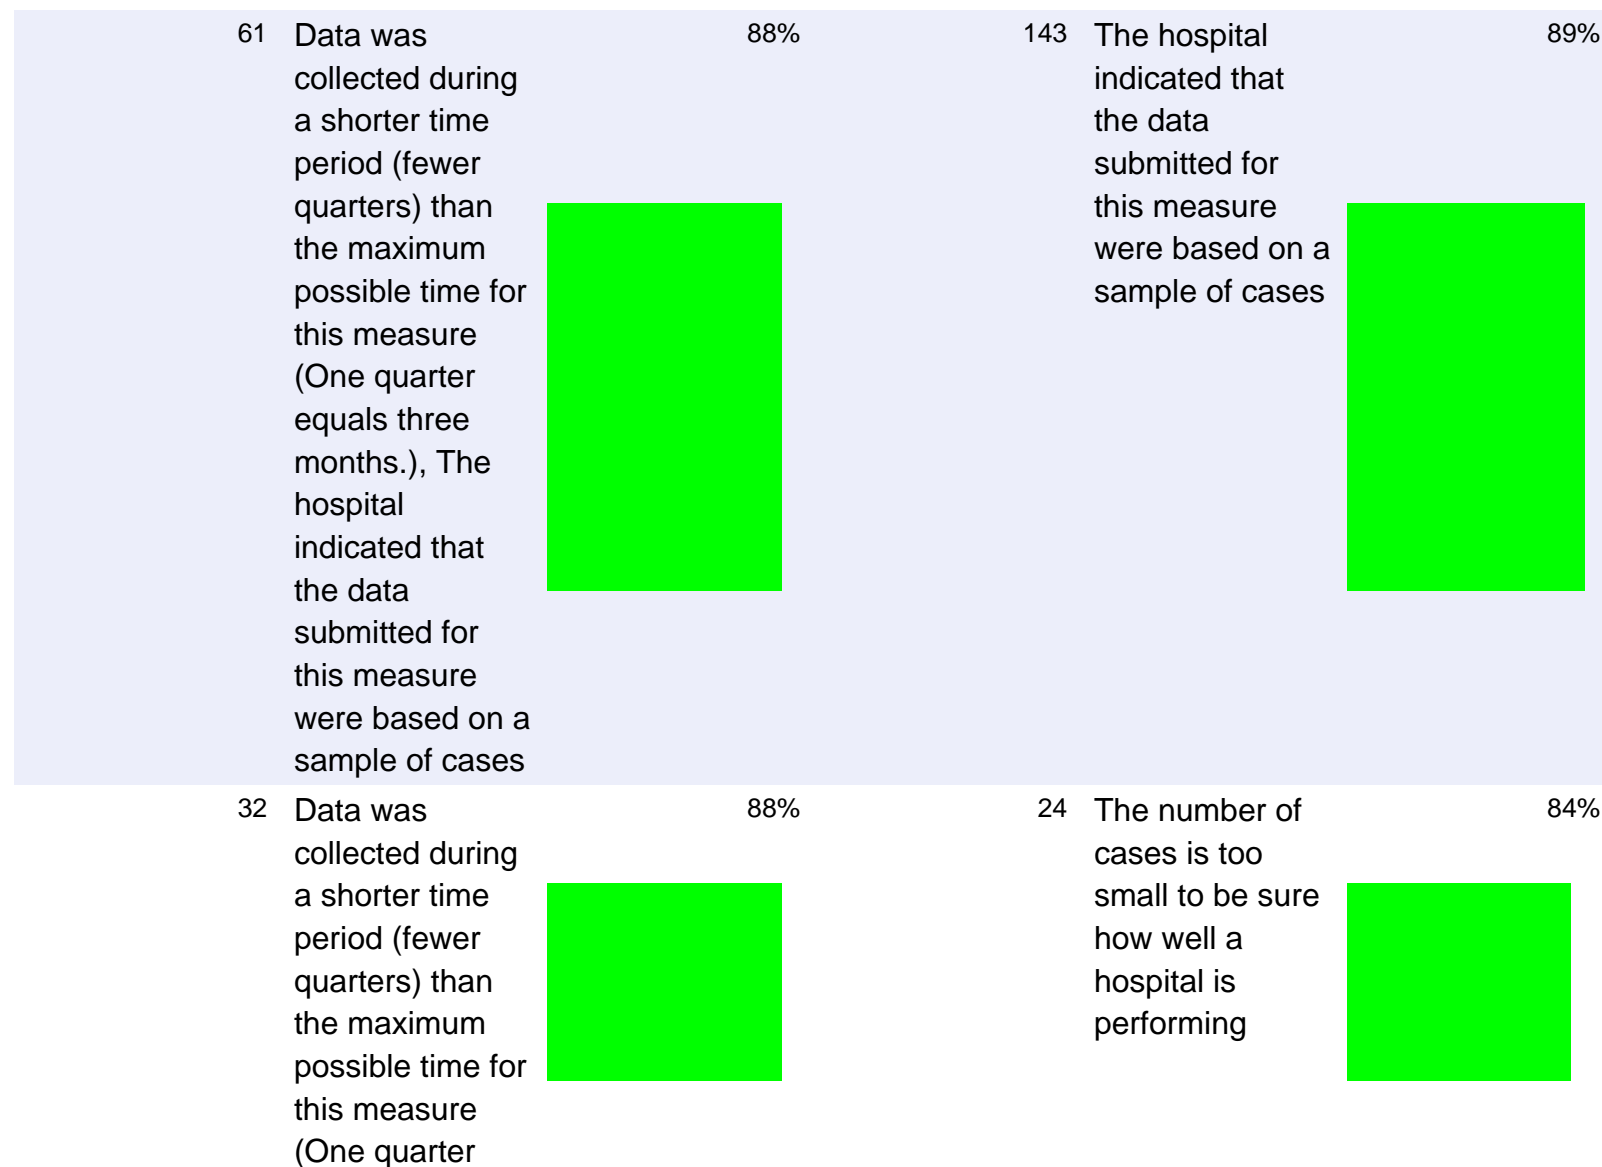 61
Data was
collected during
a shorter time
period (fewer
quarters) than
the maximum
possible time for
this measure
(One quarter
equals three
months.), The
hospital
indicated that
the data
submitted for
this measure
were based on a
sample of cases
88%
143
The hospital
indicated that
the data
submitted for
this measure
were based on a
sample of cases
89%
32
Data was
collected during
a shorter time
period (fewer
quarters) than
the maximum
possible time for
this measure
(One quarter
88%
24
The number of
cases is too
small to be sure
how well a
hospital is
performing
84%